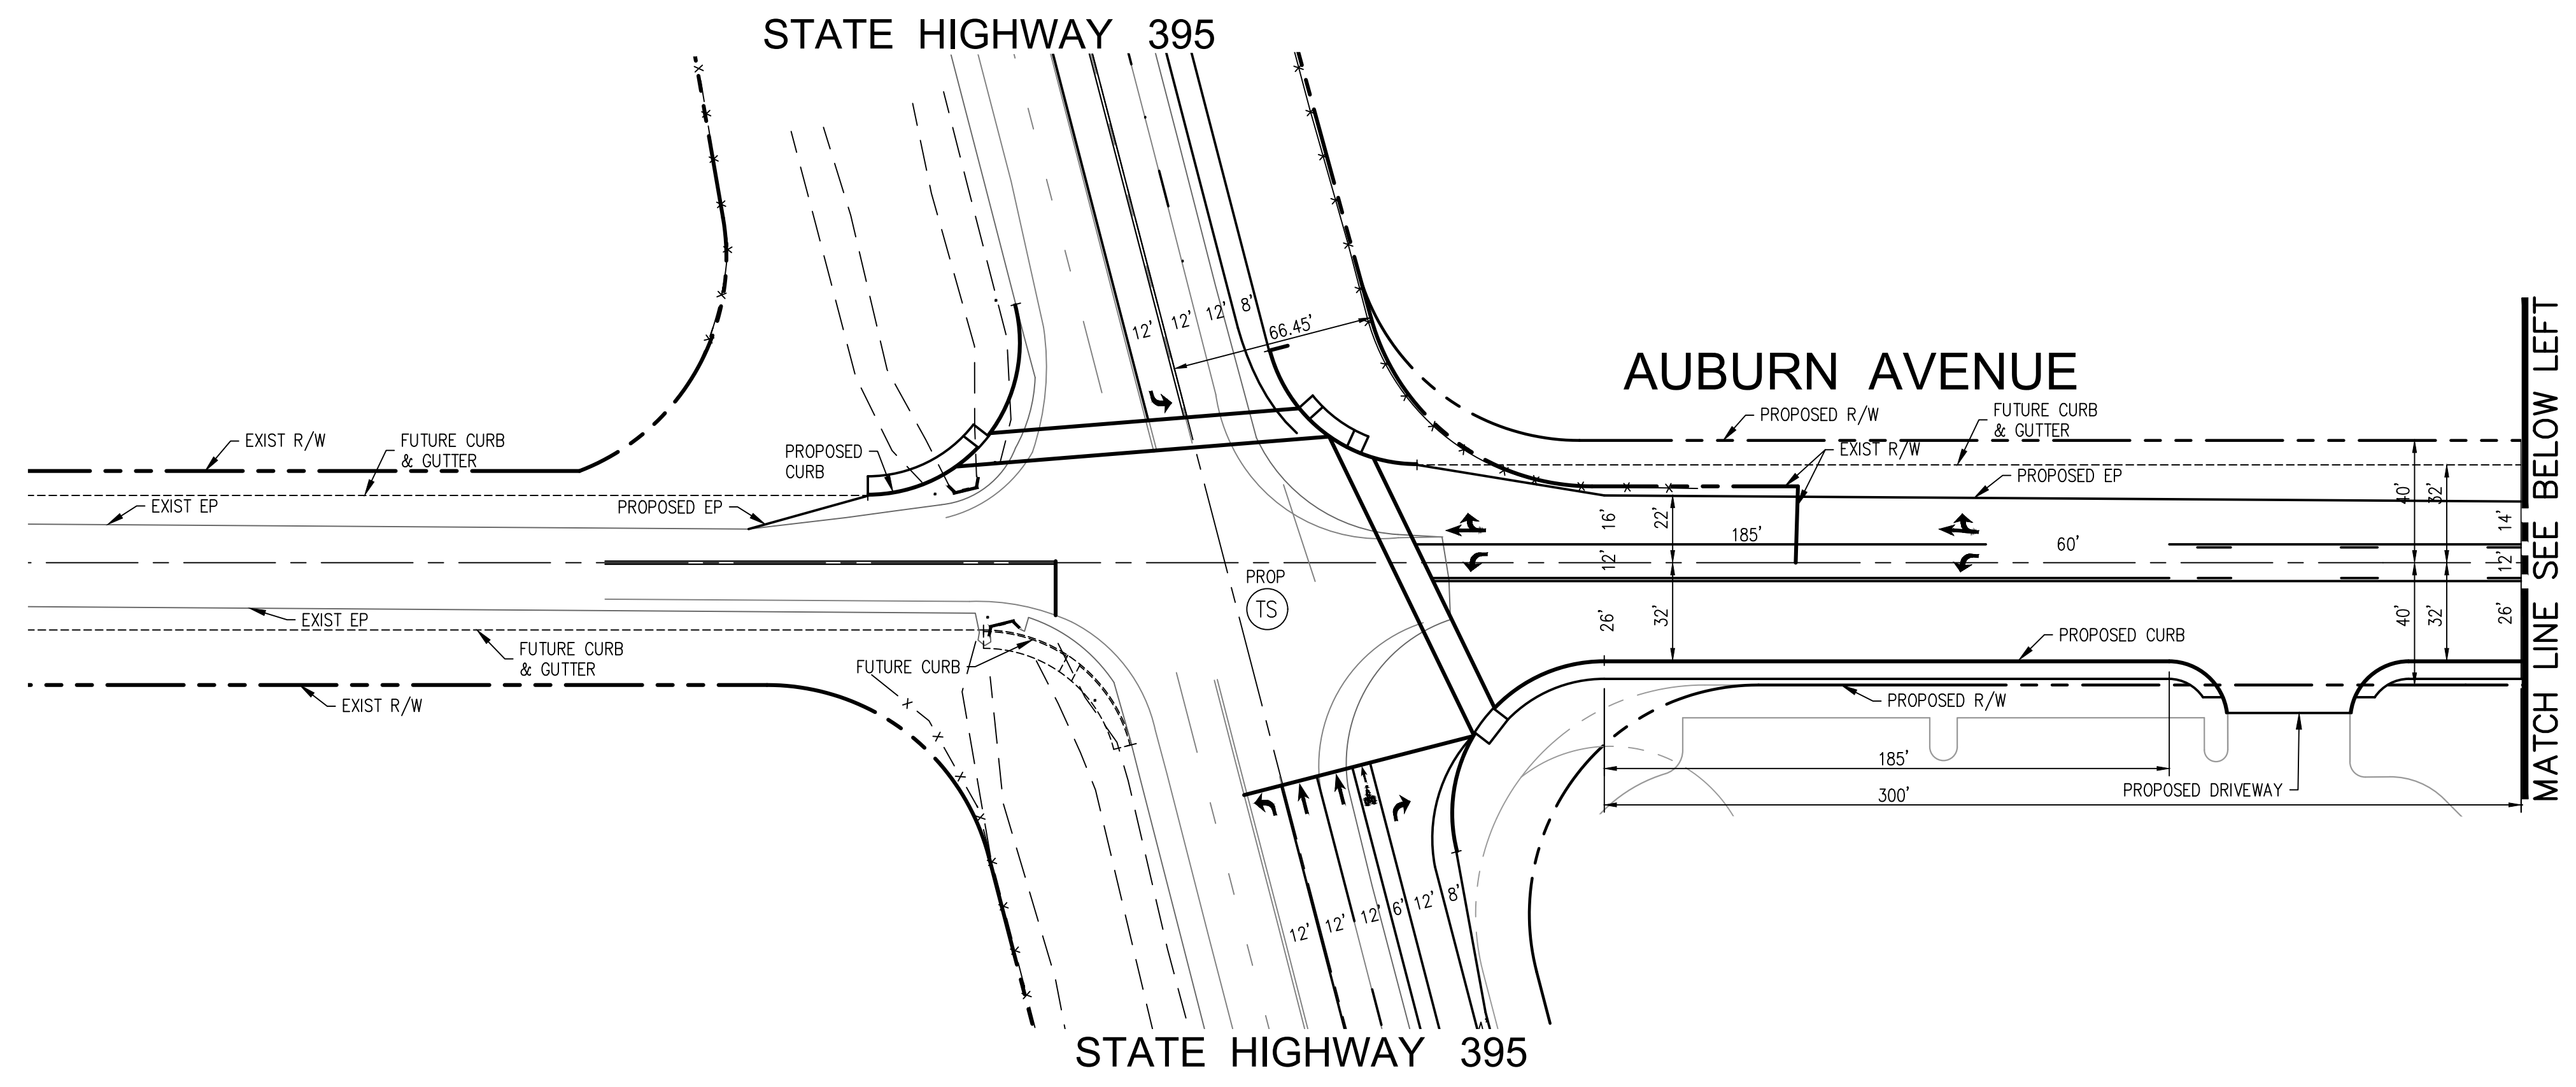 STATE HIGHWAY 395
12'
12'
12'
8'
66.45'
AUBURN AVENUE
PROPOSED R/W
FUTURE CURB
& GUTTER
EXIST R/W
PROPOSED EP
EXIST R/W
FUTURE CURB
& GUTTER
EXIST EP
PROPOSED
CURB
PROPOSED EP
16'
22'
185'
12'
60'
40'
32'
14'
12'
PROP
TS
26'
32'
40'
32'
26'
EXIST EP
FUTURE CURB
& GUTTER
EXIST R/W
FUTURE CURB
PROPOSED CURB
PROPOSED R/W
185'
PROPOSED DRIVEWAY
300'
12'
12'
12'
6'
12'
8'
MATCH LINE SEE BELOW LEFT
STATE HIGHWAY 395